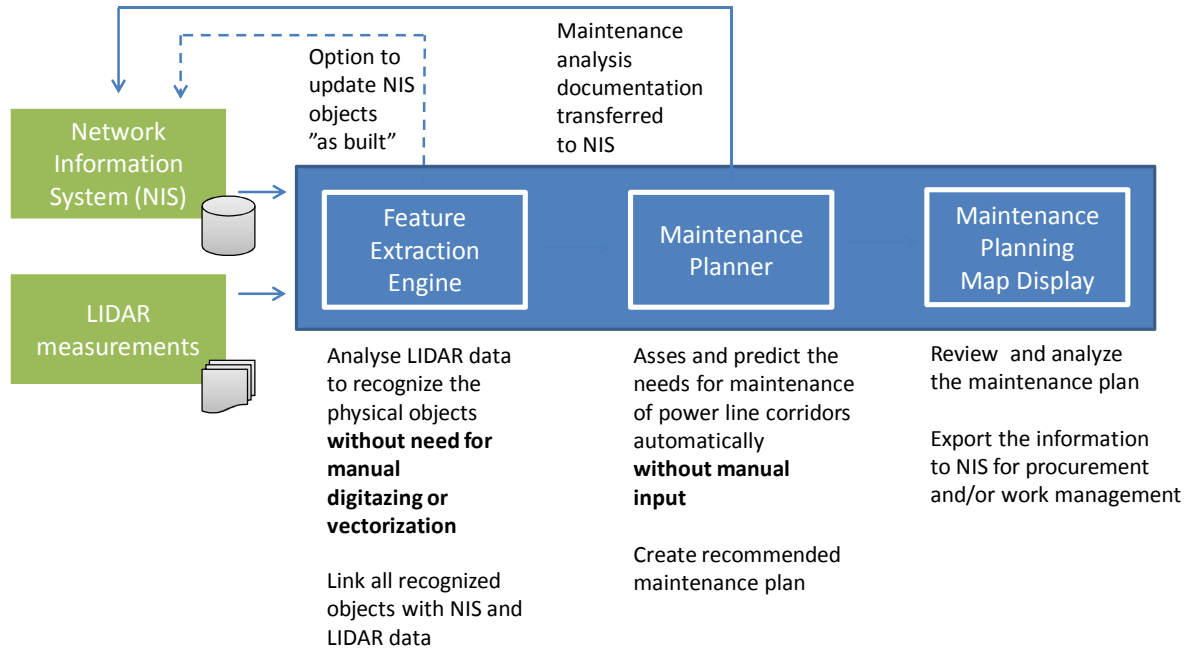 Option to
update NIS
objects
”as built”
Maintenance
analysis
documentation
transferred
to NIS
Network
Information
System (NIS)
LIDAR
measurements
Feature
Extraction
Engine
Maintenance
Planner
Maintenance
Planning
Map Display
Analyse LIDAR data
to recognize the
physical objects
without need for
manual
digitazing or
vectorization
Link all recognized
objects with NIS and
LIDAR data
Asses and predict the
needs for maintenance
of power line corridors
automatically
without manual
input
Create recommended
maintenance plan
Review and analyze
the maintenance plan
Export the information
to NIS for procurement
and/or work management